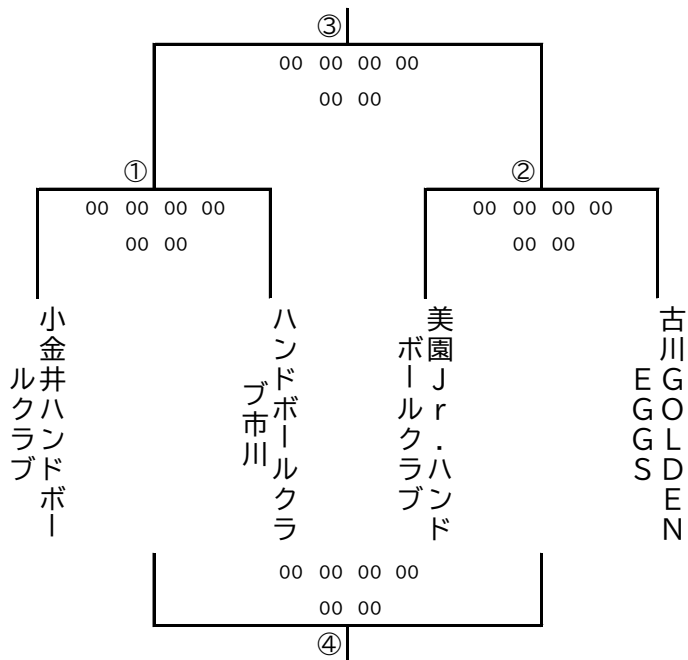 ③
00 00 00 00
00 00
①
00 00 00 00
00 00
②
00 00 00 00
00 00
小金井ハンドボー
ルクラブ
ハンドボールクラ
ブ市川
美園Jr.ハンド
ボールクラブ
古川GOLDEN
EGGS
00 00 00 00
00 00
④